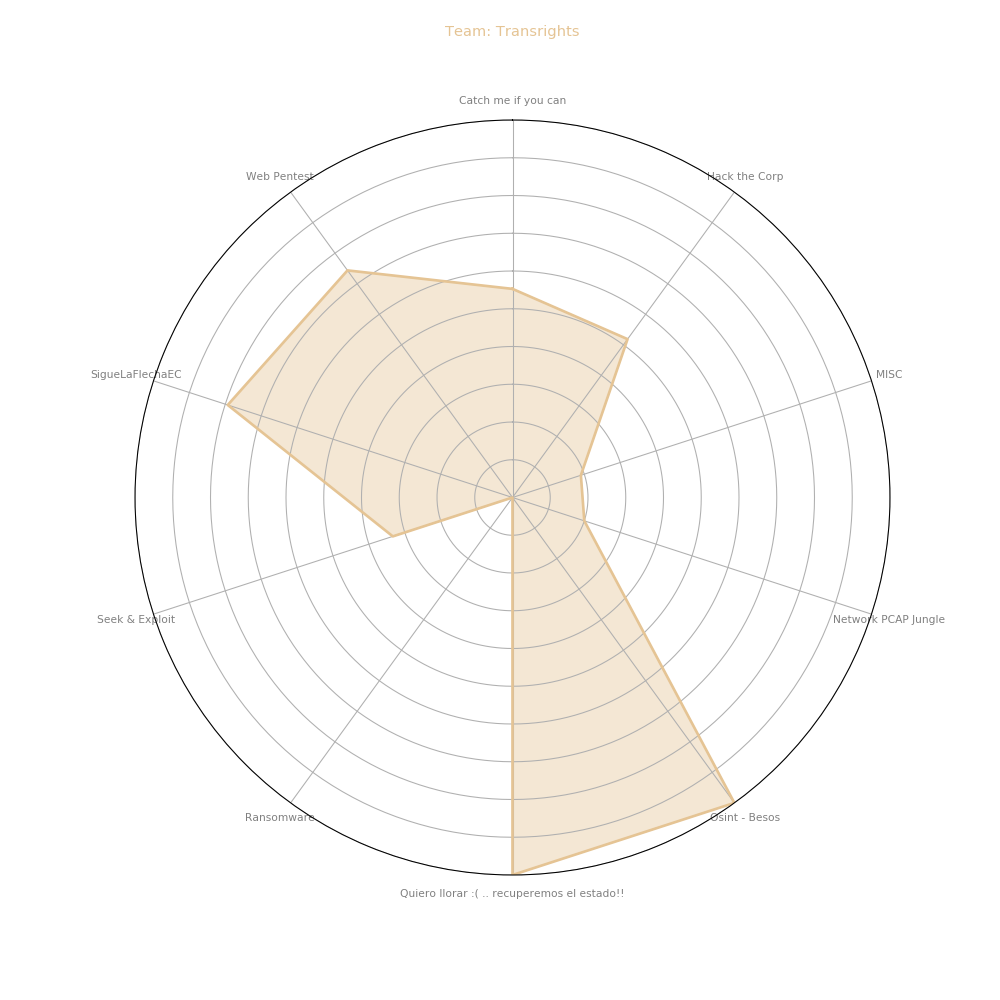 Team: Transrights
Catch me if you can
Web Pentest
Hack the Corp
SigueLaFlechaEC
MISC
Seek & Exploit
Network PCAP Jungle
Ransomware
Osint - Besos
Quiero llorar :( .. recuperemos el estado!!